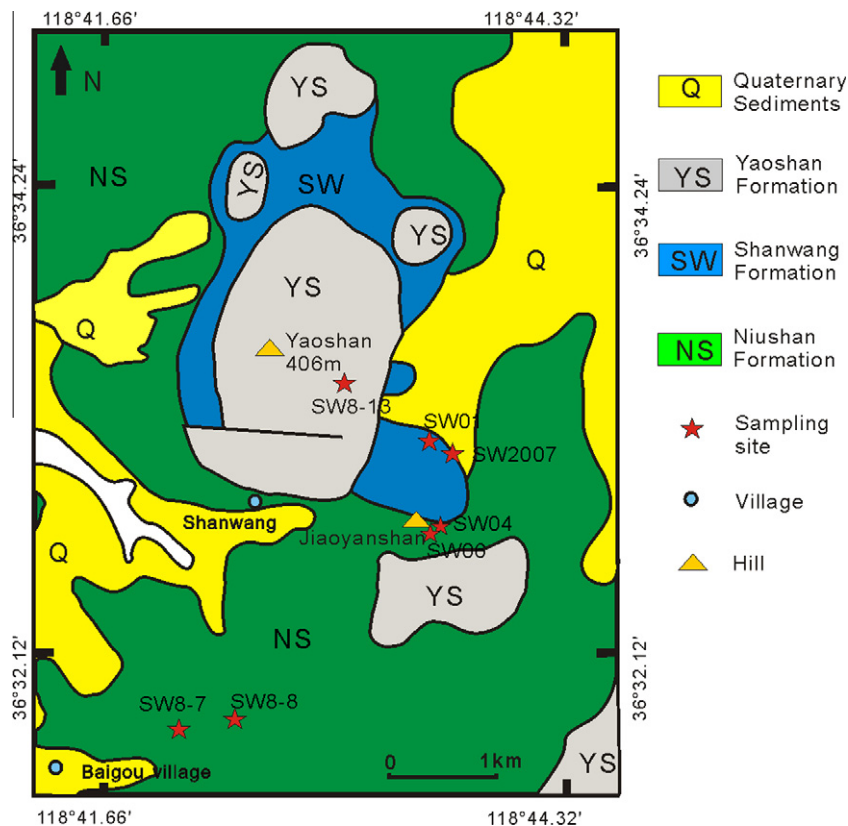 118°41.66'
118°44.32'
N
YS
NS
YS
SW
YS
36°34.24'
36°34.24'
Q
YS
Q
Yaoshan
406m
SW8-13
SW01
SW2007
Shanwang
SW04
Jiaoyanshan
SW06
Q
YS
NS
36°32.12'
36°32.12'
SW8-7
SW8-8
YS
Baigou village
0
1km
118°41.66'
118°44.32'
Q
Quaternary
Sediments
YS
Yaoshan
Formation
SW
Shanwang
Formation
NS
Niushan
Formation
Sampling
site
Village
Hill